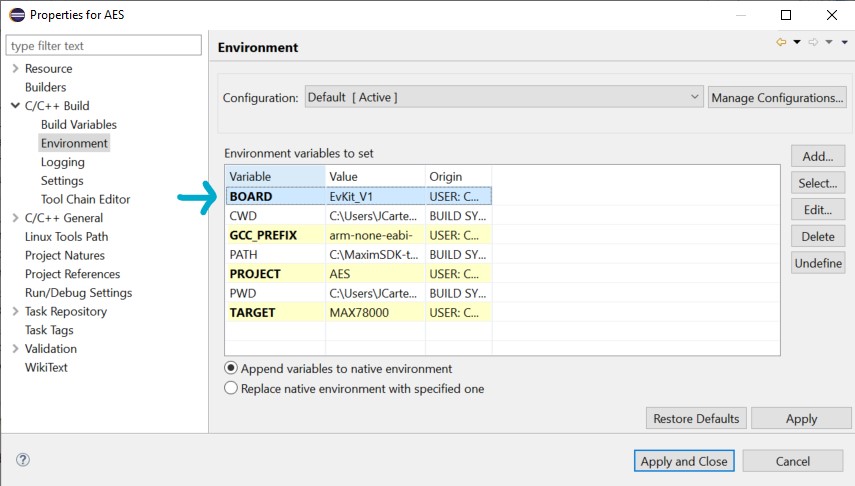 Properties for AES
type filter text
Environment
Resource
Builders
C/C++ Build
Build Variables
Environment
Logging
Settings
Tool Chain Editor
C/C++ General
Linux Tools Path
Project Natures
Project References
Run/Debug Settings
Task Repository
Task Tags
Validation
WikiText
Configuration: Default [ Active ] Manage Configurations...
Environment variables to set
Variable Value Origin
BOARD EvKit_V1 USER: C...
CWD C:\Users\JCarte... BUILD SY...
GCC_PREFIX arm-none-eabi- USER: C...
PATH C:\MaximSDK-t... BUILD SY...
PROJECT AES USER: C...
PWD C:\Users\JCarte... BUILD SY...
TARGET MAX78000 USER: C...
Add...
Select...
Edit...
Delete
Undefine
Append variables to native environment
Replace native environment with specified one
Restore Defaults Apply
? Apply and Close Cancel